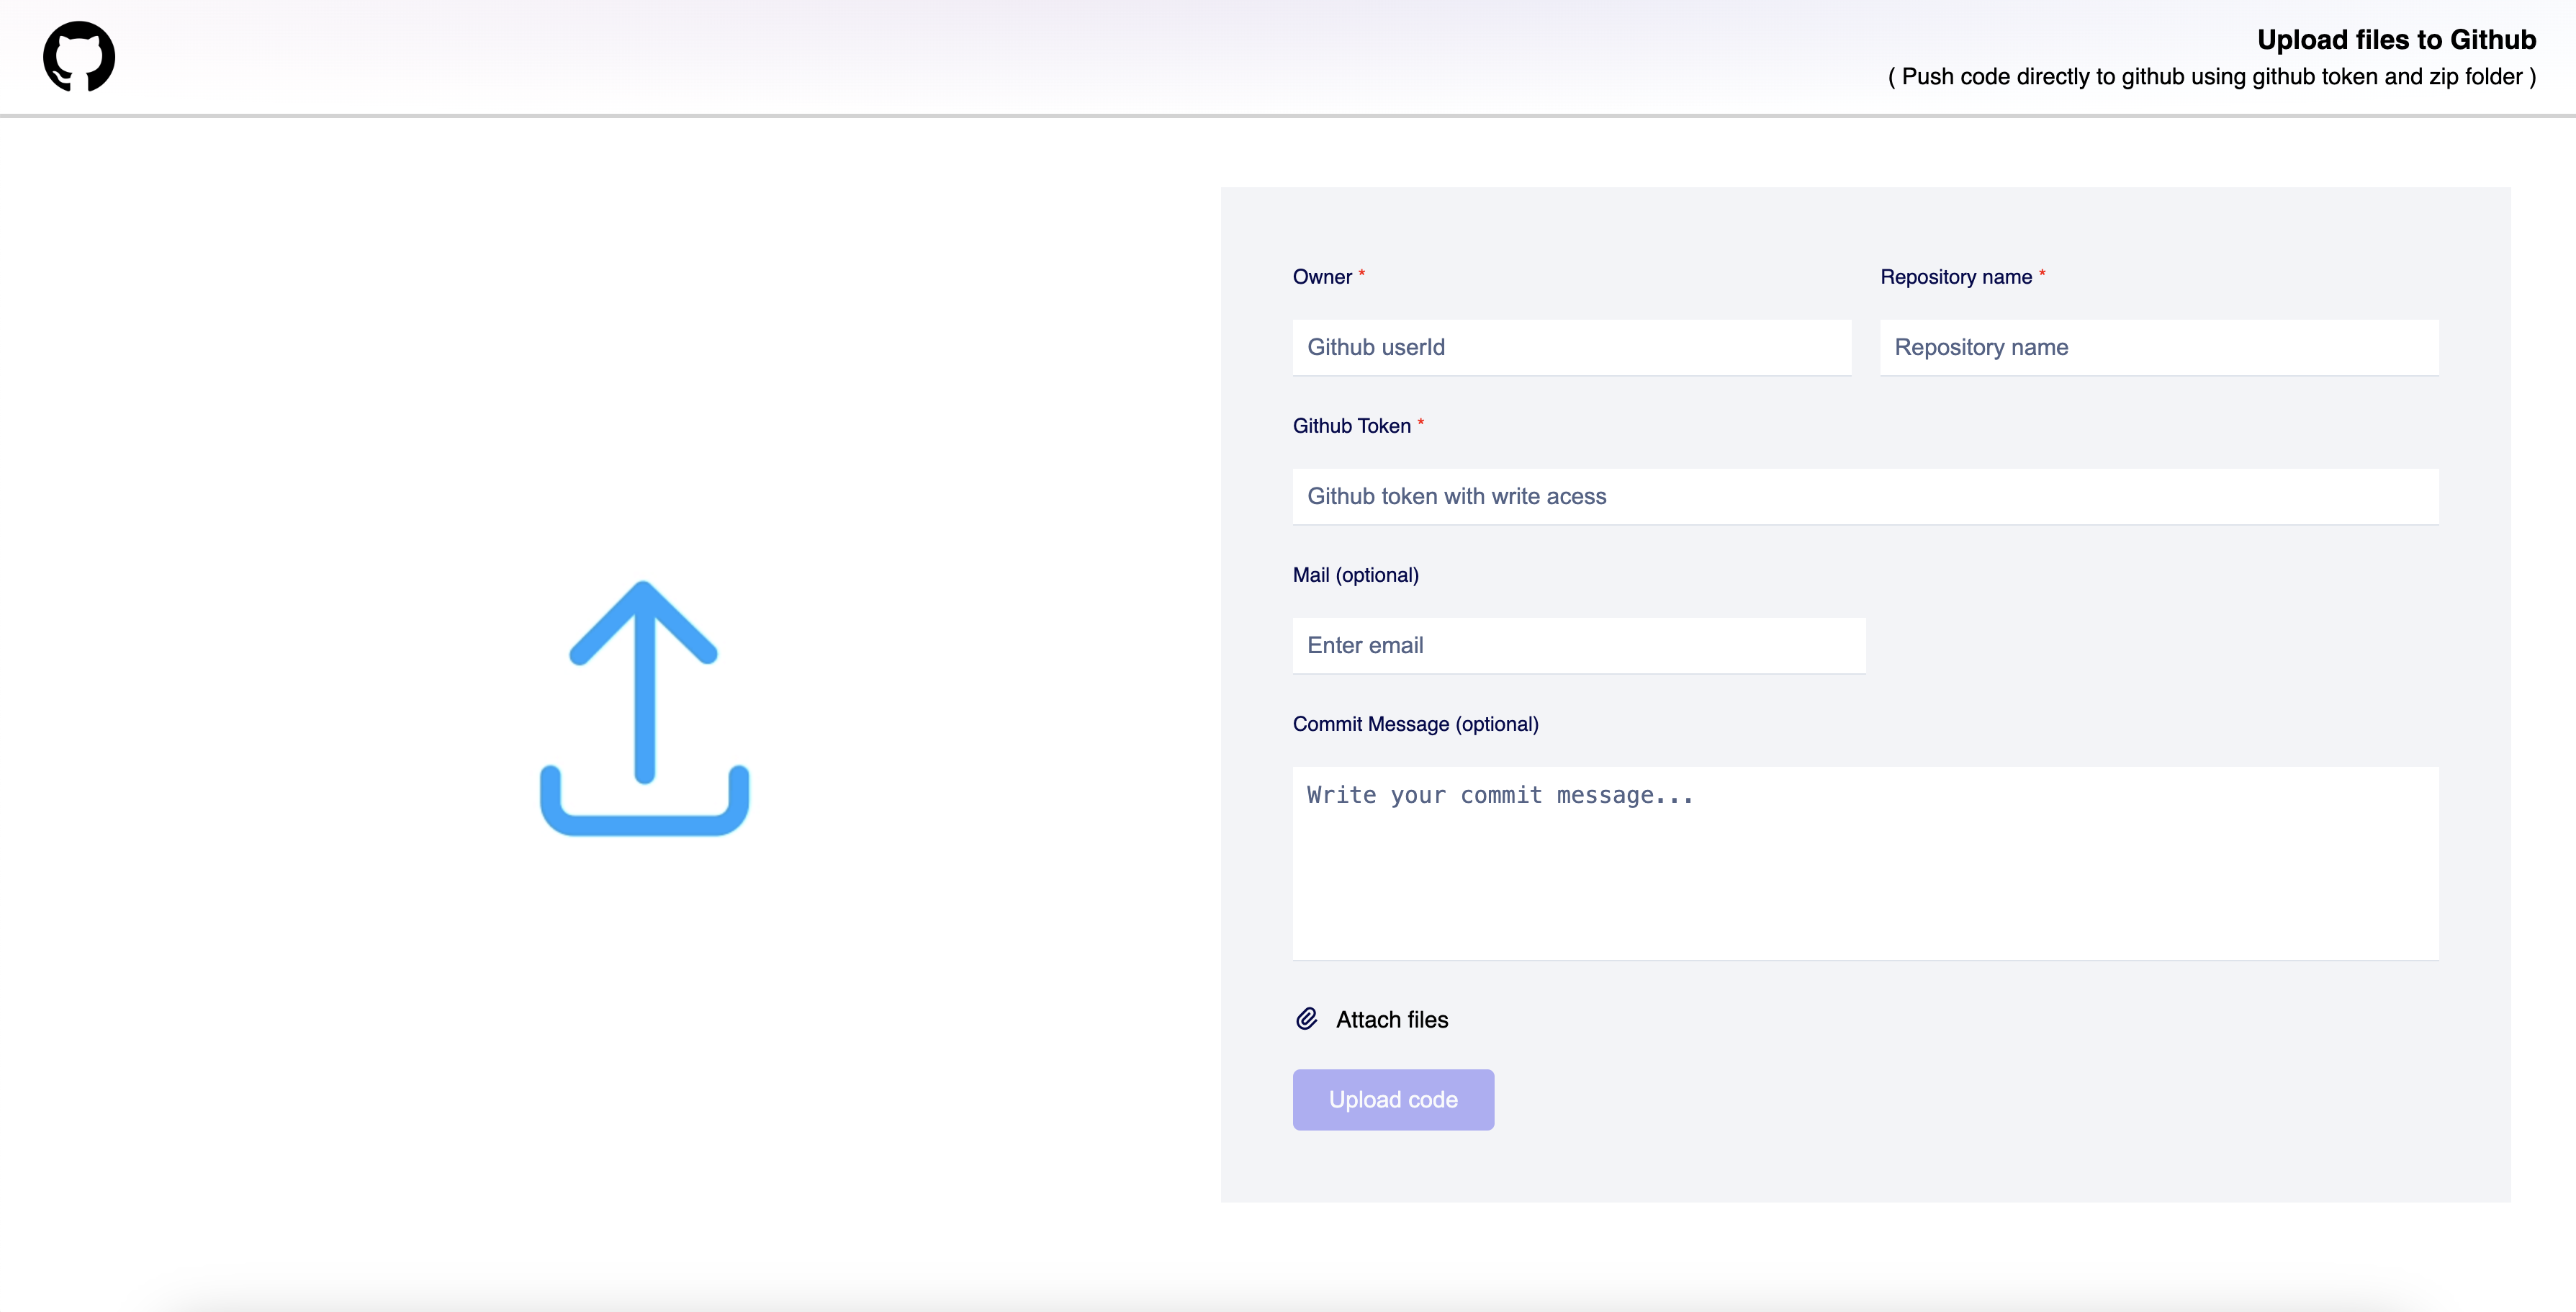 Upload files to Github
( Push code directly to github using github token and zip folder )
Owner *
Repository name *
Github userId
Repository name
Github Token *
Github token with write acess
Mail (optional)
Enter email
Commit Message (optional)
Write your commit message...
Attach files
Upload code